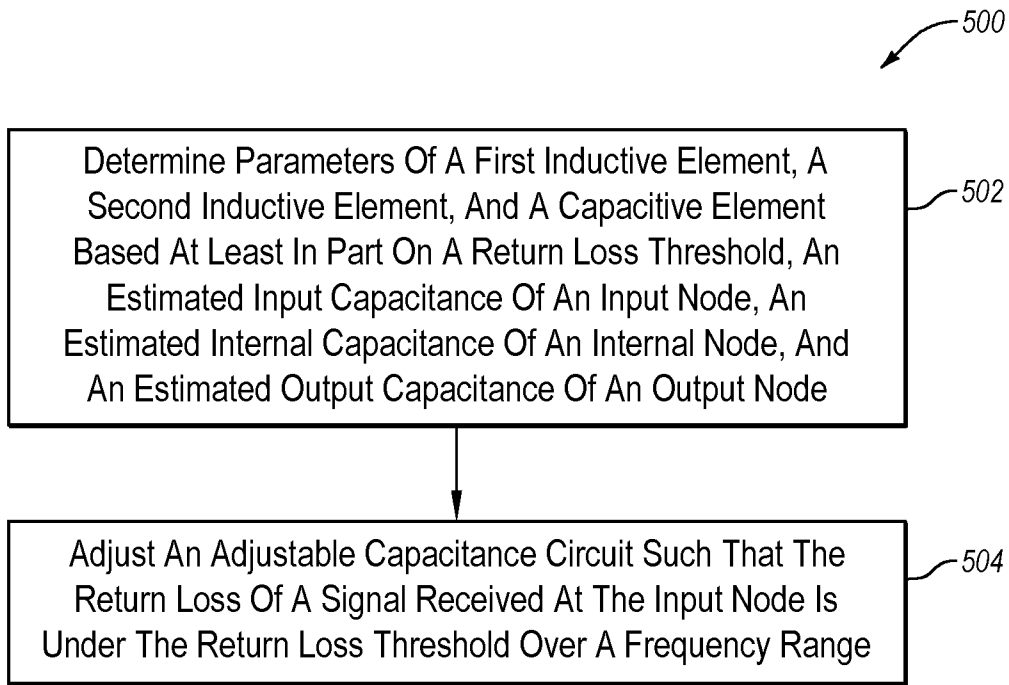 500
Determine Parameters Of A First Inductive Element, A
Second Inductive Element, And A Capacitive Element
Based At Least In Part On A Return Loss Threshold, An
Estimated Input Capacitance Of An Input Node, An
Estimated Internal Capacitance Of An Internal Node, And
An Estimated Output Capacitance Of An Output Node
502
Adjust An Adjustable Capacitance Circuit Such That The
Return Loss Of A Signal Received At The Input Node Is
Under The Return Loss Threshold Over A Frequency Range
504